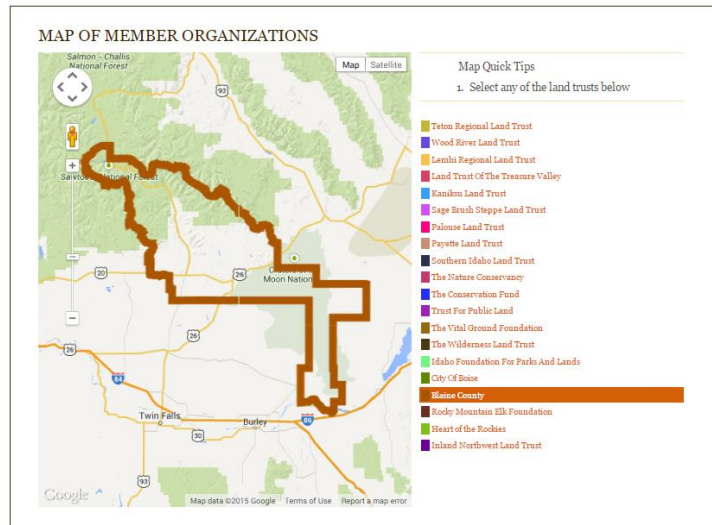 MAP OF MEMBER ORGANIZATIONS
Salmon - Challis
National Forest
93
Map
Satellite
Map Quick Tips
1. Select any of the land trusts below
Teton Regional Land Trust
Wood River Land Trust
Lemhi Regional Land Trust
Land Trust Of The Treasure Valley
Kaniksu Land Trust
Sage Brush Steppe Land Trust
Palouse Land Trust
Payette Land Trust
Southern Idaho Land Trust
The Nature Conservancy
The Conservation Fund
Trust For Public Land
The Vital Ground Foundation
The Wilderness Land Trust
Idaho Foundation For Parks And Lands
City Of Boise
Blaine County
Rocky Mountain Elk Foundation
Heart of the Rockies
Inland Northwest Land Trust
National Forest
20
26
Moon Nation
26
26
84
86
Twin Falls
Burley
30
93
Google
Map data ©2015 Google
Terms of Use
Report a map error